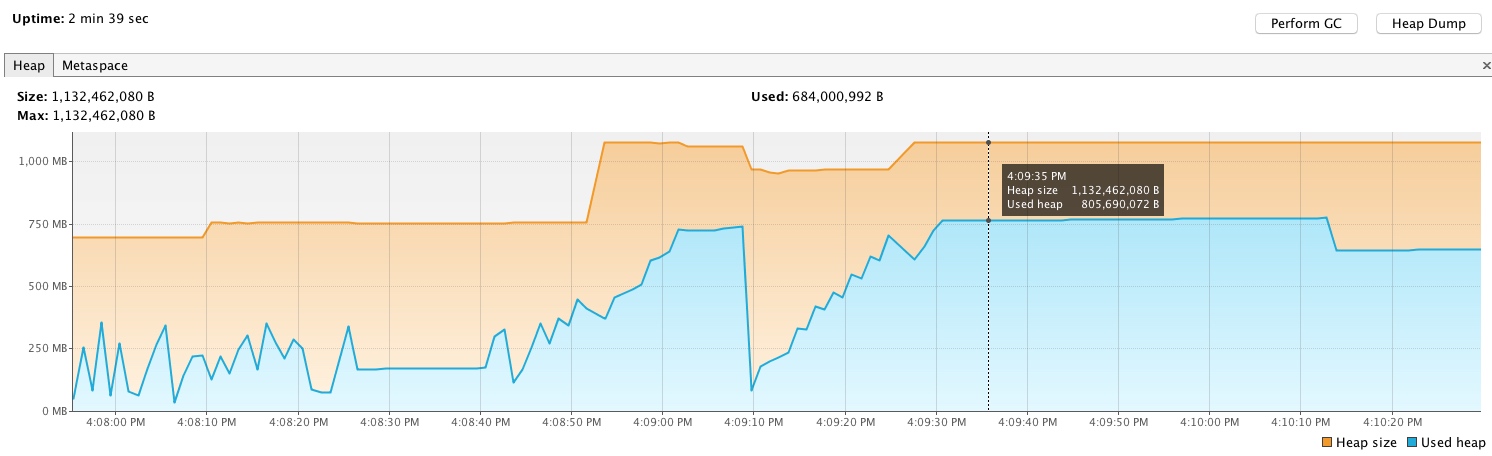 Uptime: 2 min 39 sec
Perform GC
Heap Dump
Heap
Metaspace
×
Size: 1,132,462,080 B
Used: 684,000,992 B
Max: 1,132,462,080 B
1,000 MB
750 MB
500 MB
250 MB
0 MB
4:09:35 PM
Heap size 1,132,462,080 B
Used heap 805,690,072 B
4:08:00 PM 4:08:10 PM 4:08:20 PM 4:08:30 PM 4:08:40 PM 4:08:50 PM 4:09:00 PM 4:09:10 PM 4:09:20 PM 4:09:30 PM 4:09:40 PM 4:09:50 PM 4:10:00 PM 4:10:10 PM 4:10:20 PM
Heap size Used heap